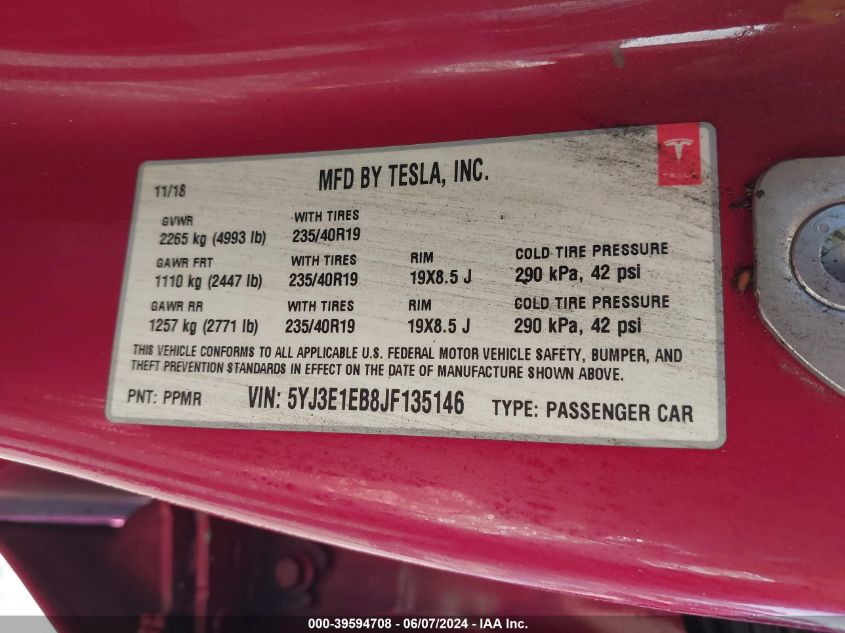 11/18
MFD BY TESLA, INC.
TESLA
GVWR
2265 kg (4993 lb)
WITH TIRES
235/40R19
GAWR FRT
1110 kg (2447 lb)
WITH TIRES
235/40R19
RIM
19X8.5 J
COLD TIRE PRESSURE
290 kPa, 42 psi
GAWR RR
1257 kg (2771 lb)
WITH TIRES
235/40R19
RIM
19X8.5 J
COLD TIRE PRESSURE
290 kPa, 42 psi
THIS VEHICLE CONFORMS TO ALL APPLICABLE U.S. FEDERAL MOTOR VEHICLE SAFETY, BUMPER, AND
THEFT PREVENTION STANDARDS IN EFFECT ON THE DATE OF MANUFACTURE SHOWN ABOVE.
PNT: PPMR
VIN: 5YJ3E1EB8JF135146
TYPE: PASSENGER CAR
000-39594708 - 06/07/2024 - IEAA Inc.